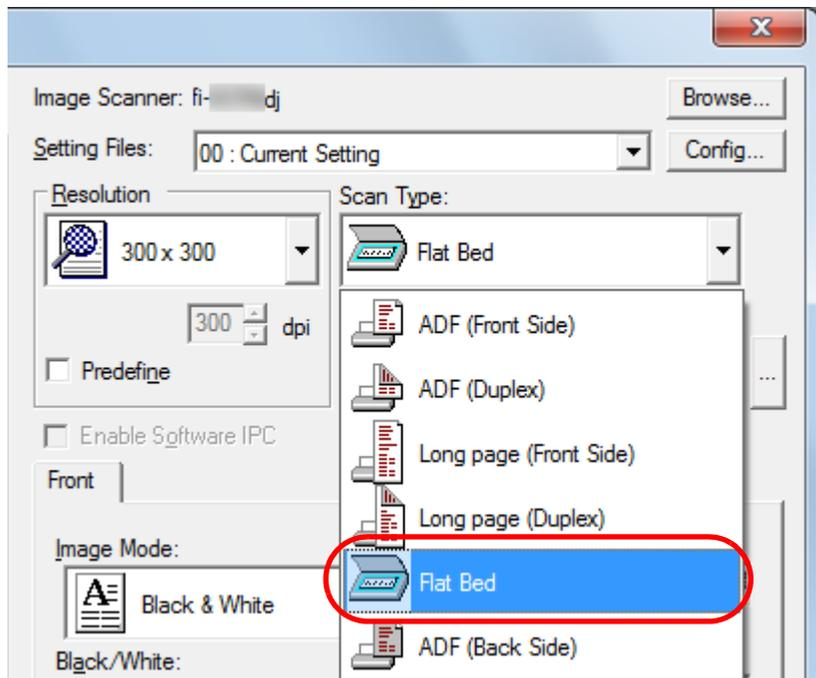 Image Scanner: fi- dj
Browse...
Setting Files:
00 : Current Setting
Config...
Resolution
Scan Type:
300 x 300
Flat Bed
300
dpi
ADF (Front Side)
Predefine
ADF (Duplex)
...
Enable Software IPC
Long page (Front Side)
Front
Long page (Duplex)
Image Mode:
Flat Bed
Black & White
ADF (Back Side)
Black/White: